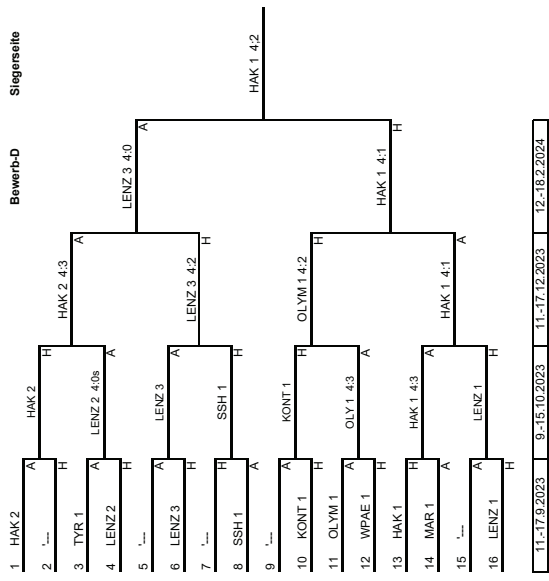 Bewerb-D Siegerseite
1 HAK 2
A
2 '---
H
3 TYR 1
A
4 LENZ 2
H
5 '---
A
6 LENZ 3
H
7 '---
H
8 SSH 1
A
9 '---
A
10 KONT 1
H
11 OLYM 1
A
12 WPAE 1
H
13 HAK 1
H
14 MAR 1
A
15 '---
A
16 LENZ 1
H
11.-17.9.2023
HAK 2
H
LENZ 2 4:0s
A
LENZ 3
A
SSH 1
H
KONT 1
H
OLY 1 4:3
A
HAK 1 4:3
A
LENZ 1
H
9.-15.10.2023
HAK 2 4:3
A
LENZ 3 4:2
H
OLYM 1 4:2
H
HAK 1 4:1
A
11.-17.12.2023
LENZ 3 4:0
A
HAK 1 4:1
H
12.-18.2.2024
HAK 1 4:2